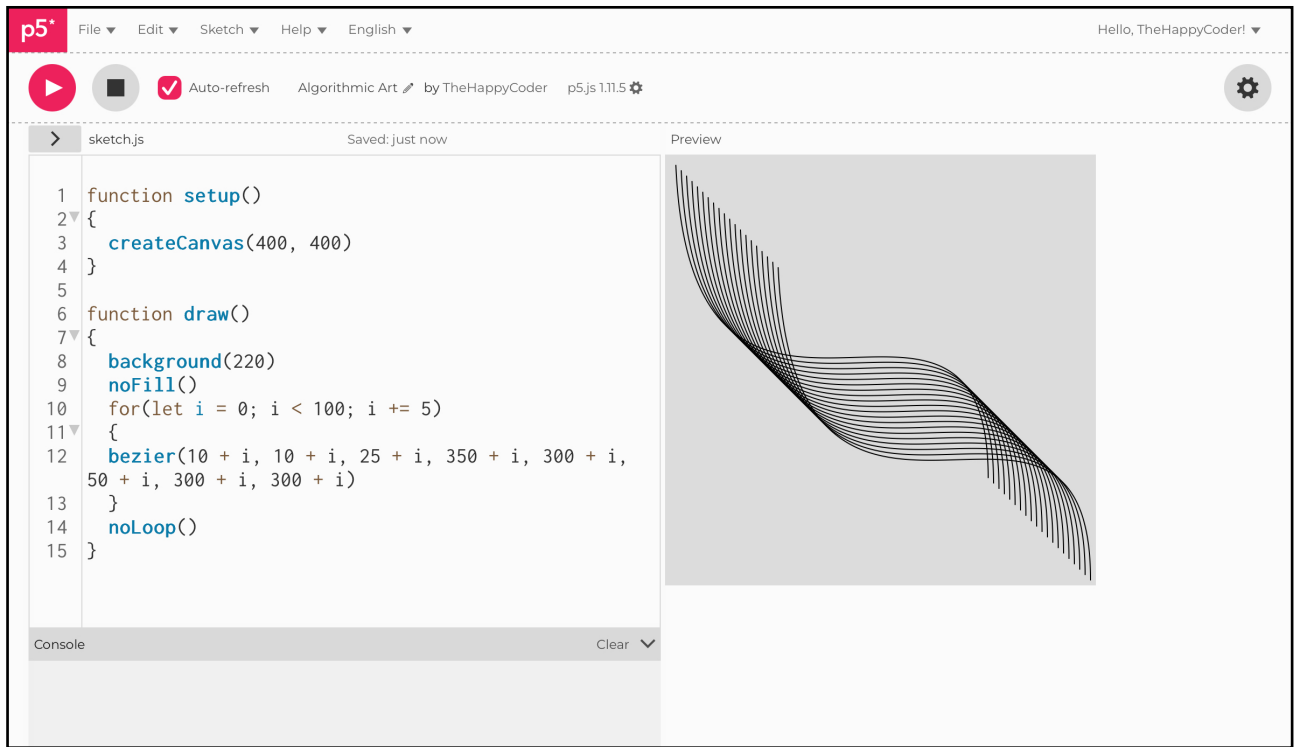 p5* File Edit Sketch Help English Hello, TheHappyCoder!
Auto-refresh Algorithmic Art by TheHappyCoder p5.js 1.11.5
sketch.js Saved: just now Preview
1 function setup()
2 {
3   createCanvas(400, 400)
4 }
5
6 function draw()
7 {
8   background(220)
9   noFill()
10   for(let i = 0; i < 100; i += 5)
11   {
12   bezier(10 + i, 10 + i, 25 + i, 350 + i, 300 + i,
50 + i, 300 + i, 300 + i)
13   }
14   noLoop()
15 }
Console Clear